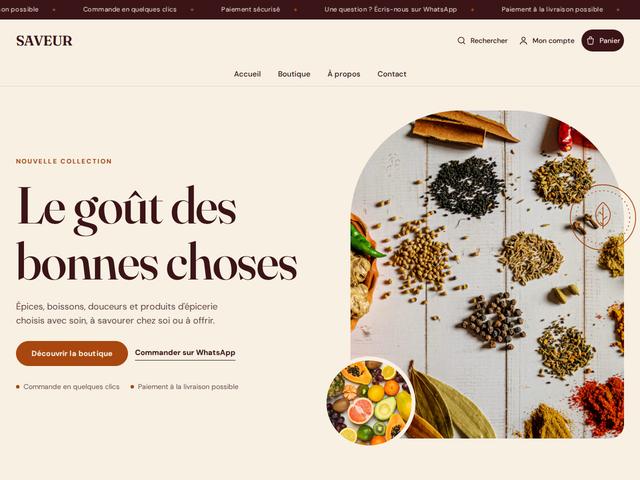 on possible + Commande en quelques clics + Paiement sécurisé + Une question ? Écris-nous sur WhatsApp + Paiement à la livraison possible +
SAVEUR
Rechercher
Mon compte
Panier
Accueil
Boutique
À propos
Contact
NOUVELLE COLLECTION
Le goût des
bonnes choses
Épices, boissons, douceurs et produits d'épicerie
choisis avec soin, à savourer chez soi ou à offrir.
Découvrir la boutique
Commander sur WhatsApp
Commande en quelques clics
Paiement à la livraison possible